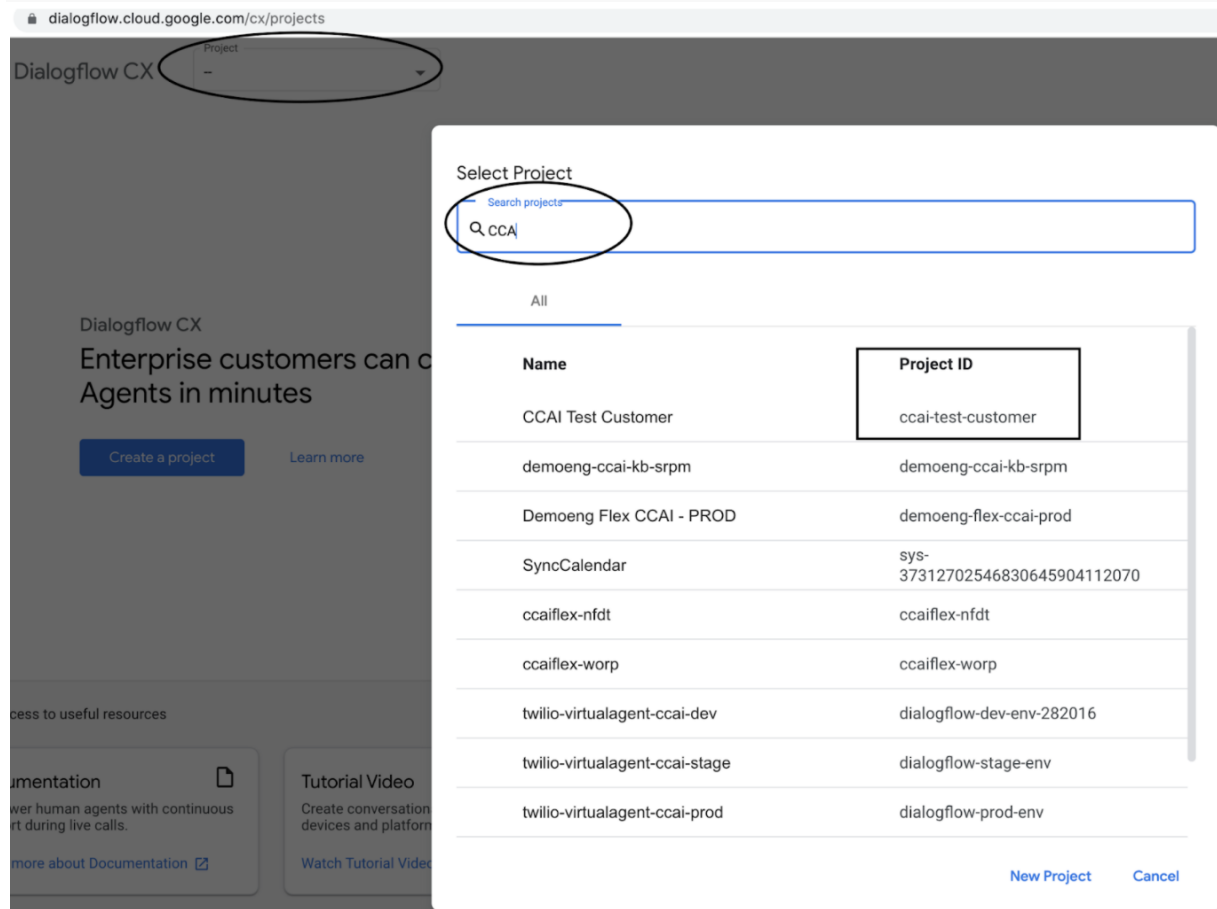 dialogflow.cloud.google.com/cx/projects
Project
Dialogflow CX
–
Select Project
Search projects
CCA
All
Dialogflow CX
Enterprise customers can c
Agents in minutes
Create a project
Learn more
Name
Project ID
CCAI Test Customer
ccai-test-customer
demoeng-ccai-kb-srpm
demoeng-ccai-kb-srpm
Demoeng Flex CCAI - PROD
demoeng-flex-ccai-prod
SyncCalendar
sys-
37312702546830645904112070
ccaiflex-nfdt
ccaiflex-nfdt
ccaiflex-worp
ccaiflex-worp
twilio-virtualagent-ccai-dev
dialogflow-dev-env-282016
twilio-virtualagent-ccai-stage
dialogflow-stage-env
twilio-virtualagent-ccai-prod
dialogflow-prod-env
cess to useful resources
umentation
wer human agents with continuous
rt during live calls.
more about Documentation
Tutorial Video
Create conversation
devices and platform
Watch Tutorial Video
New Project
Cancel